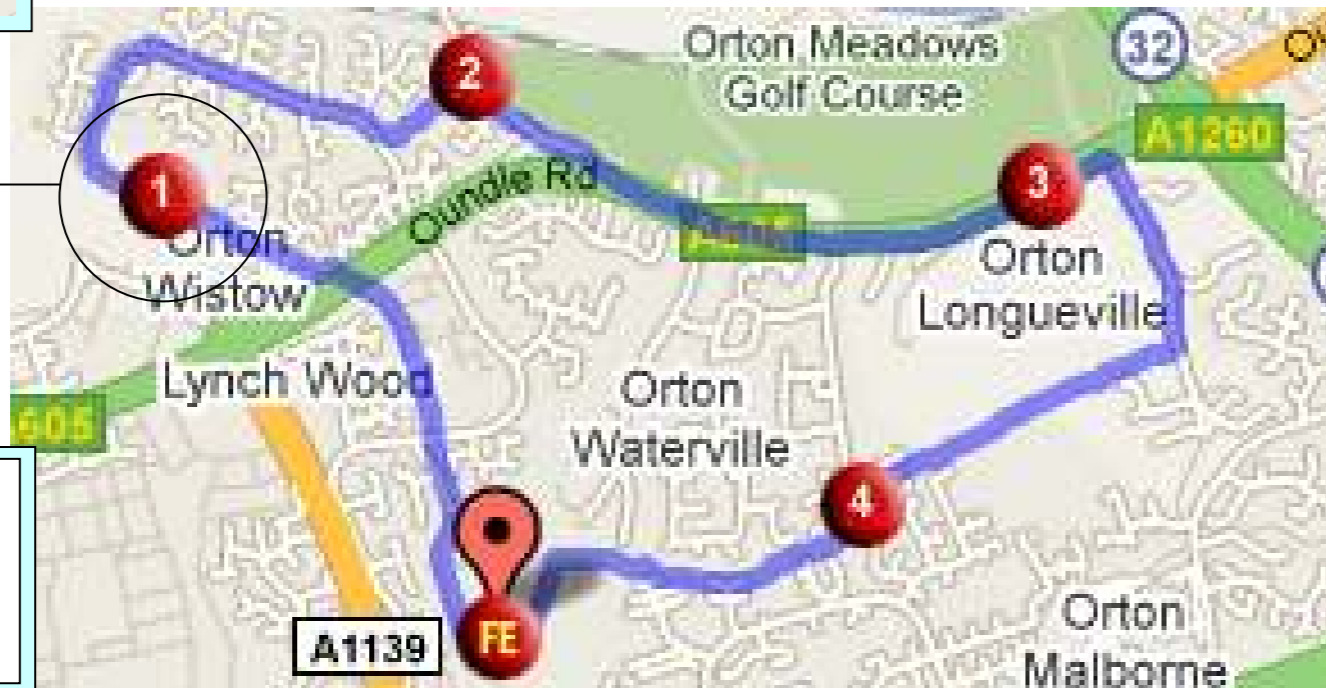 Orton Meadows
Golf Course
32
A1260
2
3
1
Oundle Rd
Orton
Wistow
Orton
Longueville
Lynch Wood
605
Orton
Waterville
4
FE
A1139
Orton
Malborne